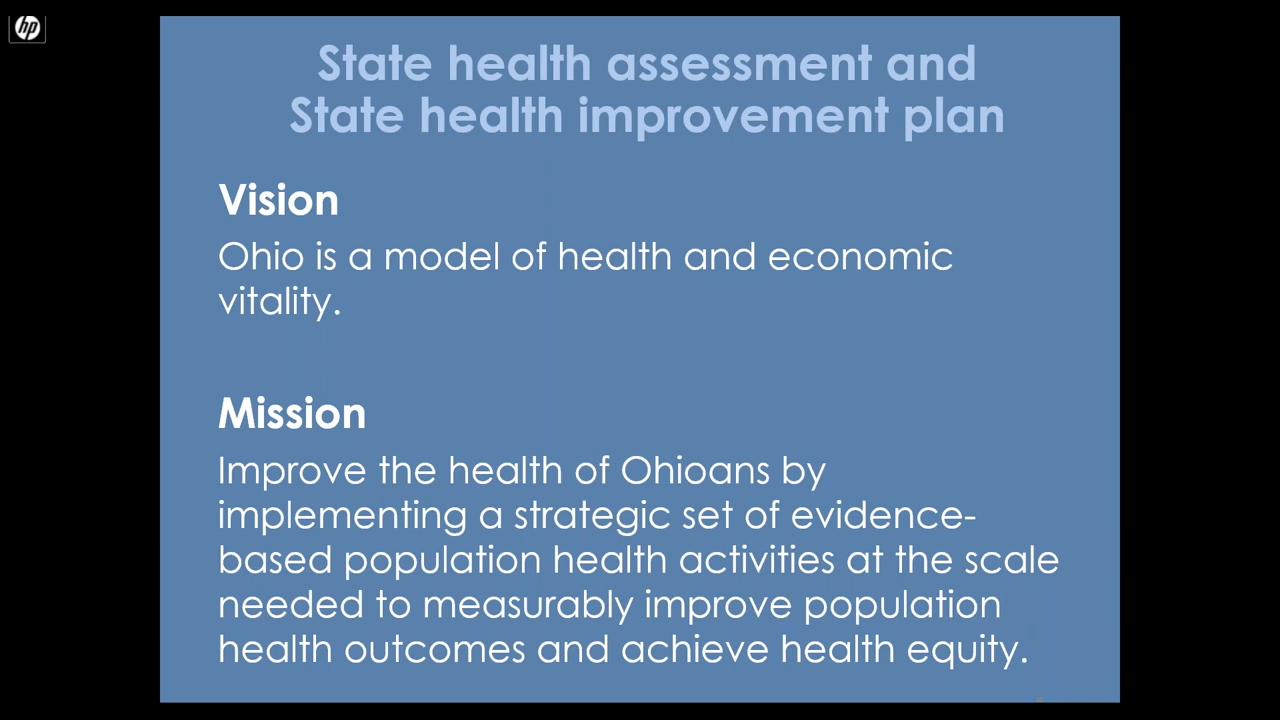 hp
State health assessment and
State health improvement plan
Vision
Ohio is a model of health and economic
vitality.
Mission
Improve the health of Ohioans by
implementing a strategic set of evidence-
based population health activities at the scale
needed to measurably improve population
health outcomes and achieve health equity.